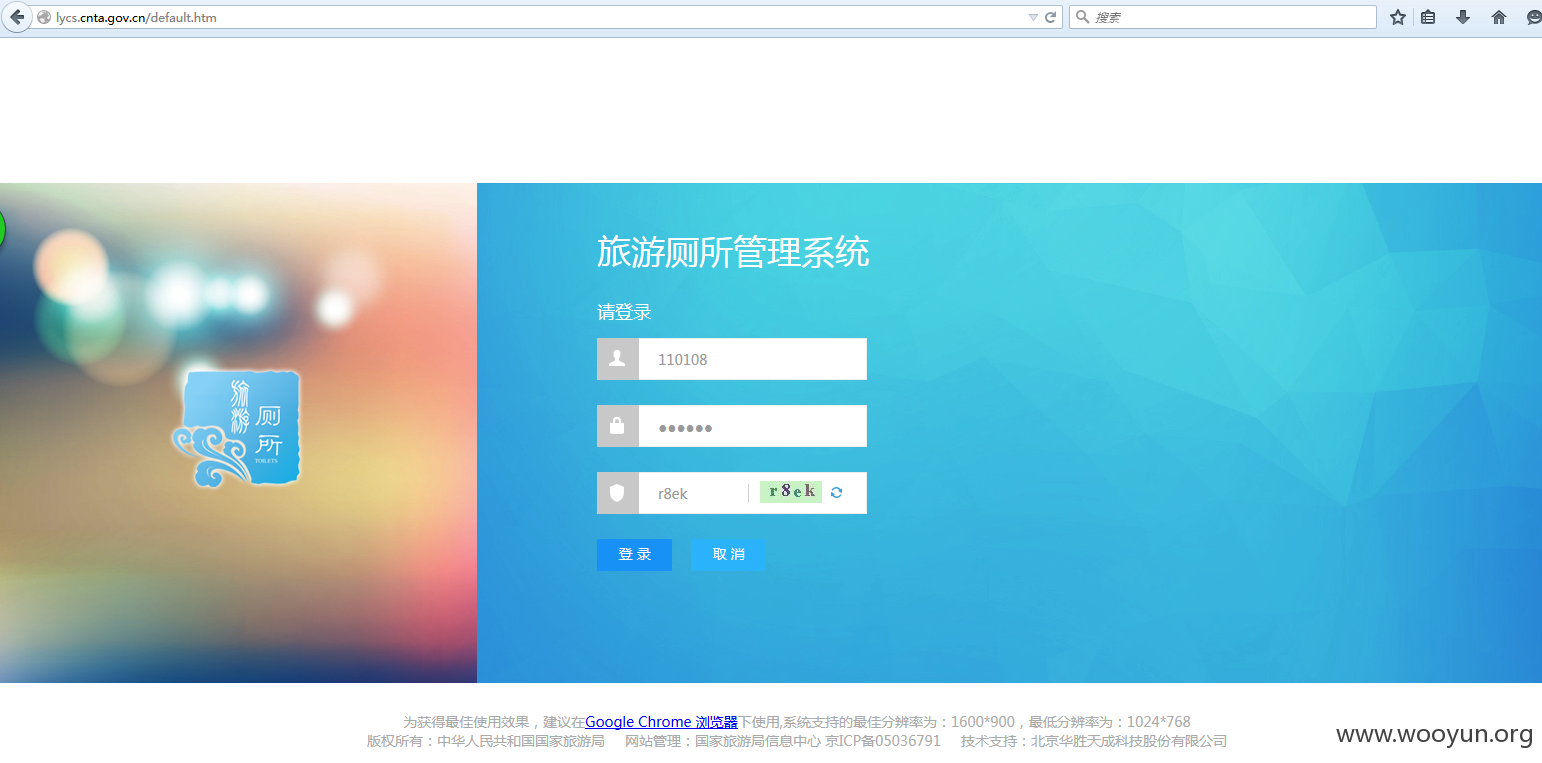 lycs.cnta.gov.cn/default.htm
搜索
旅游厕所管理系统
请登录
110108
旅游
厕所
TOILETS
r8ek
r8ek
登 录
取 消
为获得最佳使用效果，建议在Google Chrome 浏览器下使用,系统支持的最佳分辨率为：1600*900，最低分辨率为：1024*768
版权所有：中华人民共和国国家旅游局 网站管理：国家旅游局信息中心 京ICP备05036791 技术支持：北京华胜天成科技股份有限公司
www.wooyun.org